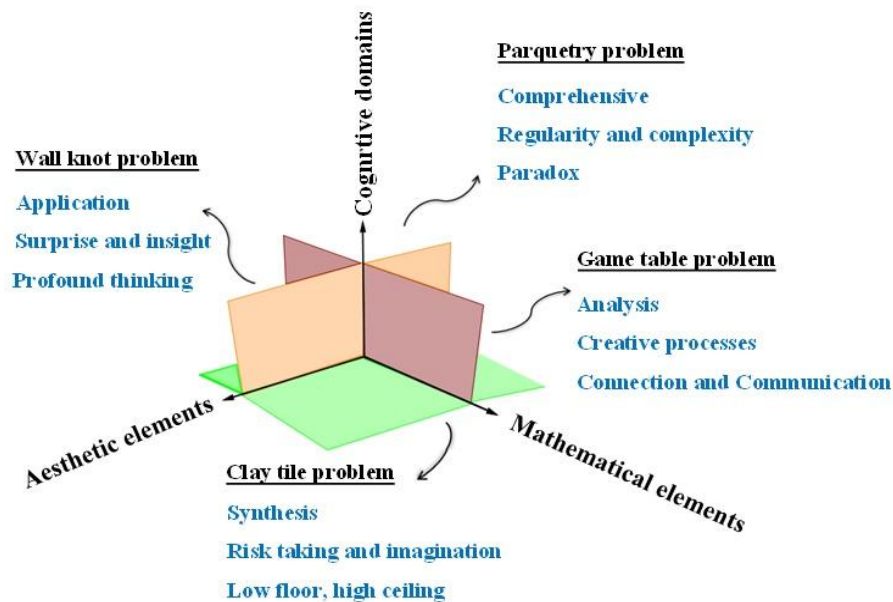 Parquetry problem
Comprehensive
Regularity and complexity
Paradox
Cognrtive domains
Wall knot problem
Application
Surprise and insight
Profound thinking
Game table problem
Analysis
Creative processes
Connection and Communication
Aesthetic elements
Mathematical elements
Clay tile problem
Synthesis
Risk taking and imagination
Low floor, high ceiling